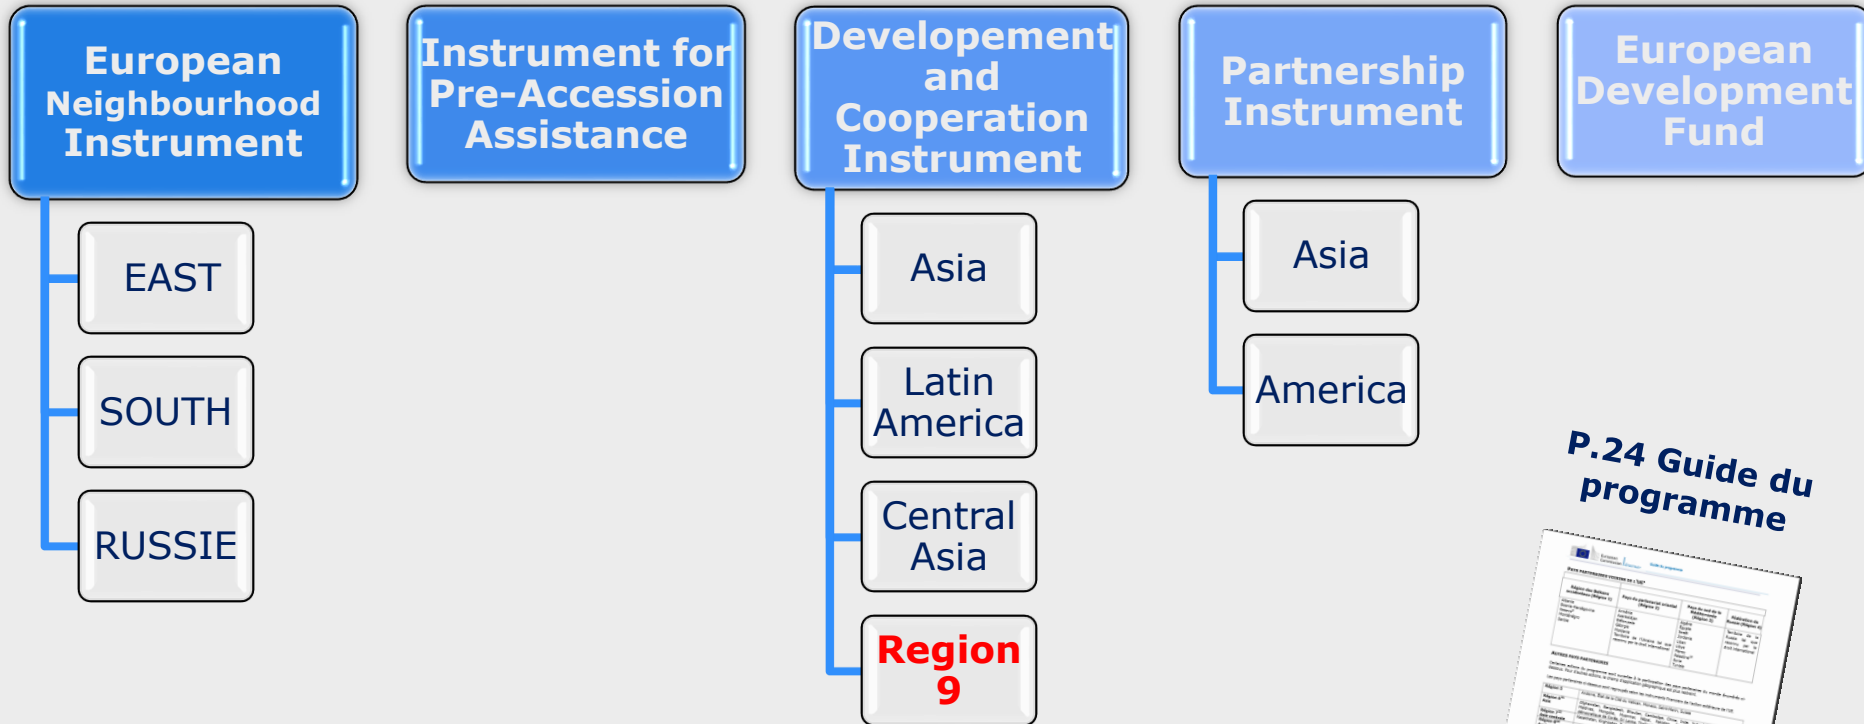 European
Neighbourhood
Instrument
EAST
SOUTH
RUSSIE
Instrument for
Pre-Accession
Assistance
Developement
and
Cooperation
Instrument
Asia
Latin
America
Central
Asia
Region
9
Partnership
Instrument
Asia
America
European
Development
Fund
P.24 Guide du
programme